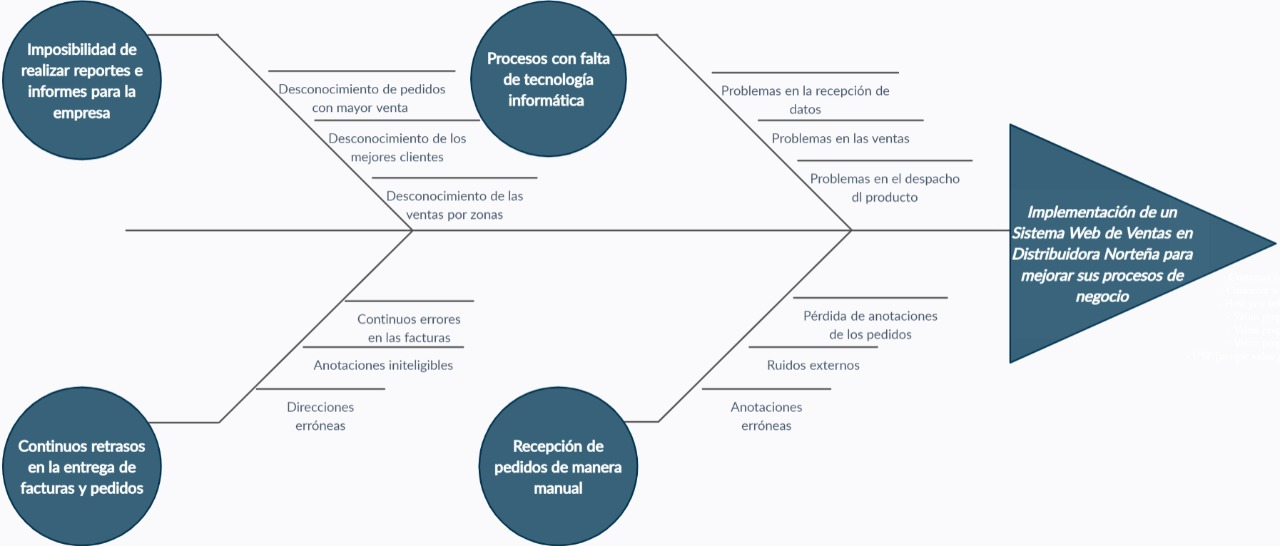 Imposibilidad de
realizar reportes e
informes para la
empresa
Desconocimiento de pedidos
con mayor venta
Desconocimiento de los
mejores clientes
Desconocimiento de las
ventas por zonas
Procesos con falta
de tecnología
informática
Problemas en la recepción de
datos
Problemas en las ventas
Problemas en el despacho
dl producto
Implementación de un
Sistema Web de Ventas en
Distribuidora Norteña para
mejorar sus procesos de
negocio
Continuos errores
en las facturas
Anotaciones initeligibles
Direcciones
erróneas
Continuos retrasos
en la entrega de
facturas y pedidos
Pérdida de anotaciones
de los pedidos
Ruidos externos
Anotaciones
erróneas
Recepción de
pedidos de manera
manual